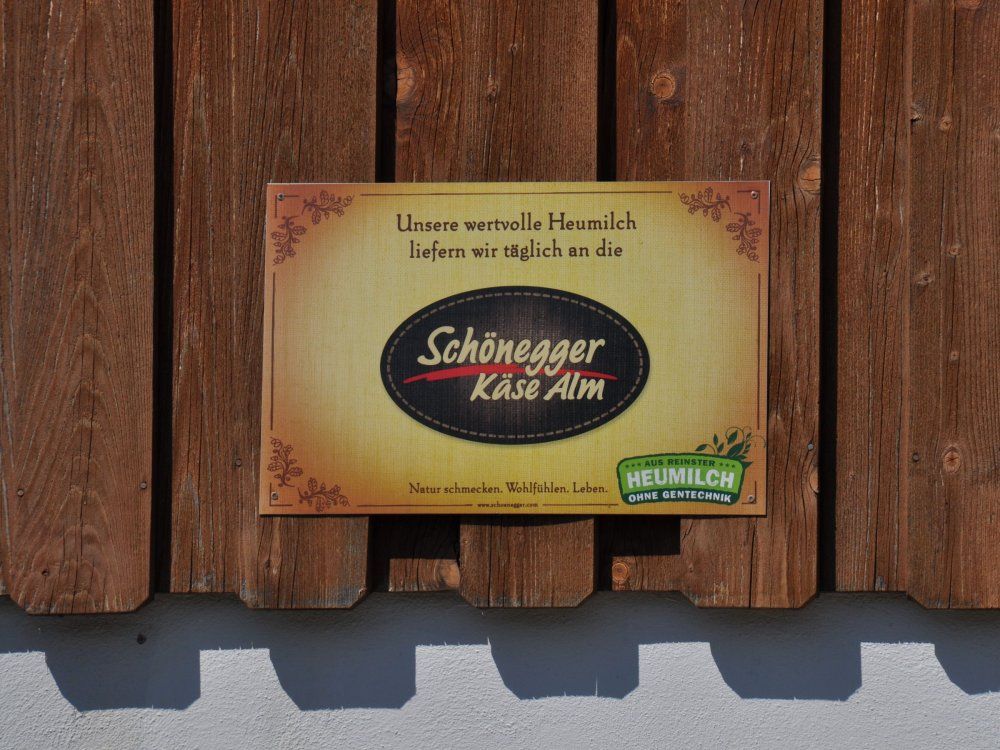 Unsere wertvolle Heumilch
liefern wir täglich an die
Schönegger
Käse Alm
Natur schmecken. Wohlfühlen. Leben.
www.schoenegger.com
AUS REINSTER
HEUMILCH
OHNE GENTECHNIK